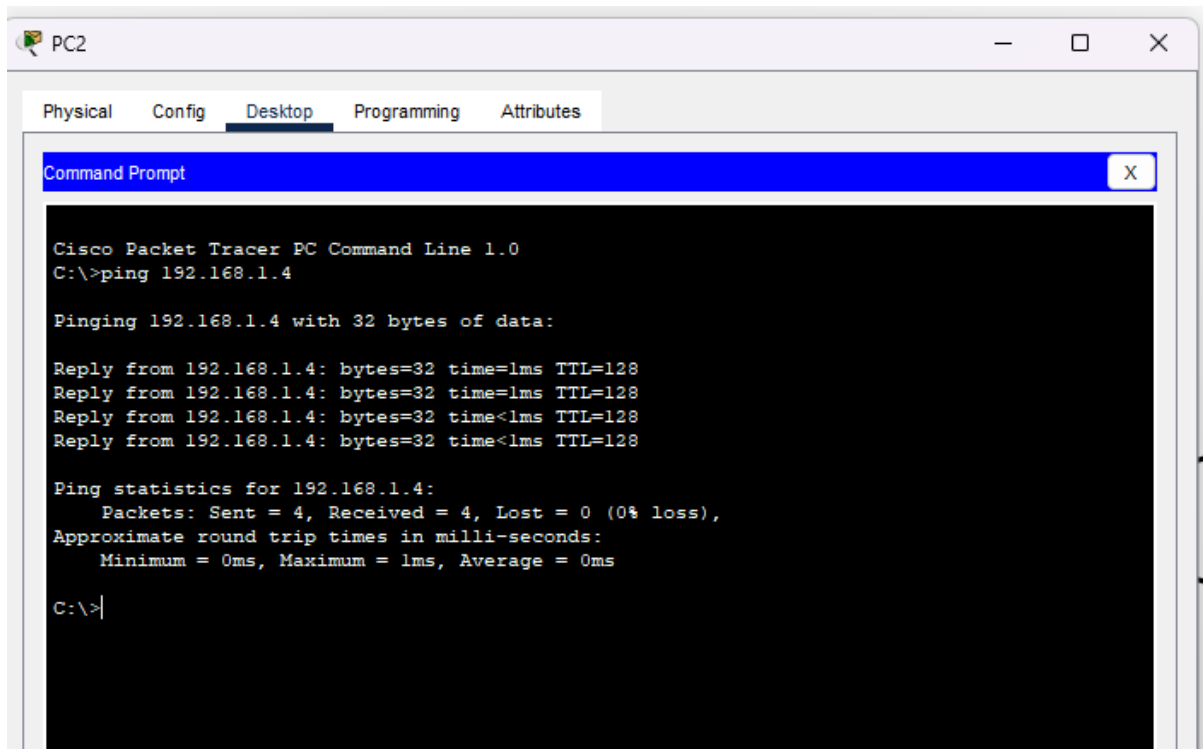 PC2
Physical Config Desktop Programming Attributes
Command Prompt
X
Cisco Packet Tracer PC Command Line 1.0
C:\>ping 192.168.1.4
Pinging 192.168.1.4 with 32 bytes of data:
Reply from 192.168.1.4: bytes=32 time=1ms TTL=128
Reply from 192.168.1.4: bytes=32 time=1ms TTL=128
Reply from 192.168.1.4: bytes=32 time<1ms TTL=128
Reply from 192.168.1.4: bytes=32 time<1ms TTL=128
Ping statistics for 192.168.1.4:
Packets: Sent = 4, Received = 4, Lost = 0 (0% loss),
Approximate round trip times in milli-seconds:
Minimum = 0ms, Maximum = 1ms, Average = 0ms
C:\>